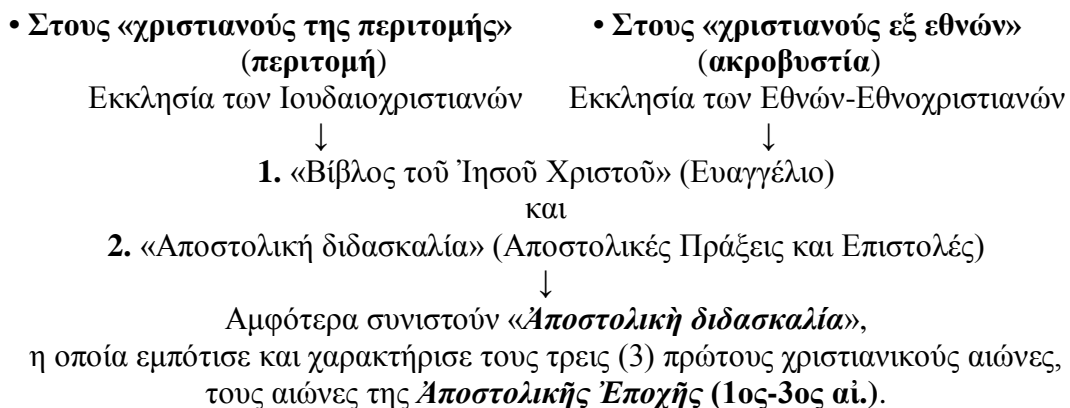 • Στους «χριστιανούς της περιτομής» • Στους «χριστιανούς εξ εθνών»
(περιτομή) (ακροβυστία)
Εκκλησία των Ιουδαιοχριστιανών Εκκλησία των Εθνών-Εθνοχριστιανών
↓ ↓
1. «Βίβλος τοῦ Ἰησοῦ Χριστοῦ» (Ευαγγέλιο)
και
2. «Αποστολική διδασκαλία» (Αποστολικές Πράξεις και Επιστολές)
↓
Αμφότερα συνιστούν «Ἀποστολικὴ διδασκαλία»,
η οποία εμπότισε και χαρακτήρισε τους τρεις (3) πρώτους χριστιανικούς αιώνες,
τους αιώνες της Ἀποστολικῆς Ἐποχῆς (1ος-3ος αἰ.).